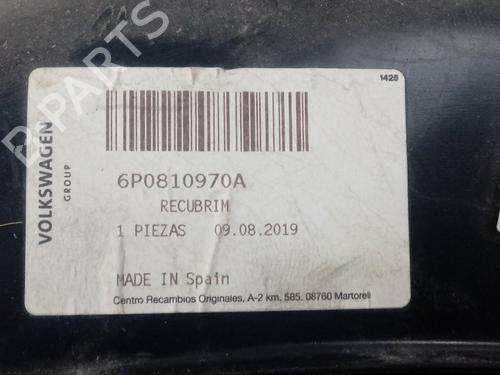 1425
VOLKSWAGEN
GROUP
6P0810970A
RECUBRIM
1 PIEZAS 09.08.2019
MADE IN Spain
Centro Recambios Originales, A-2 km, 585. 08760 Martorell
B-PARTS